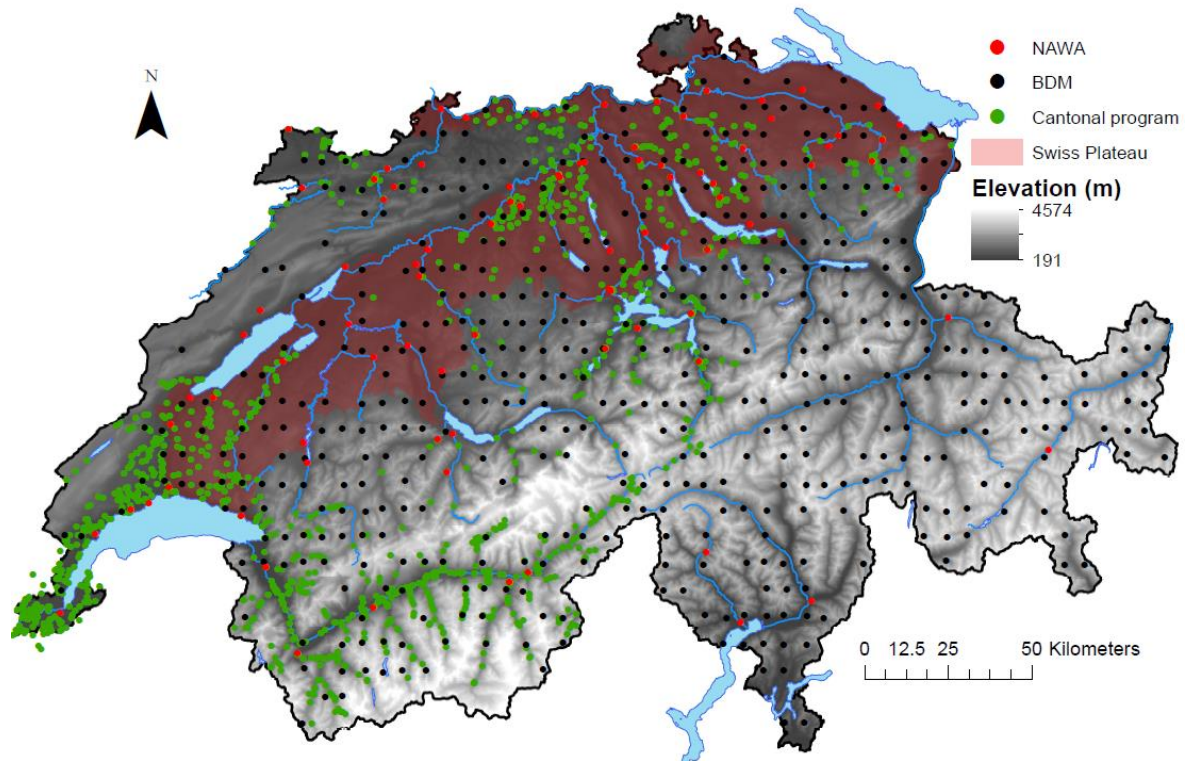 N
NAWA
BDM
Cantonal program
Swiss Plateau
Elevation (m)
4574
191
0 12.5 25 50 Kilometers